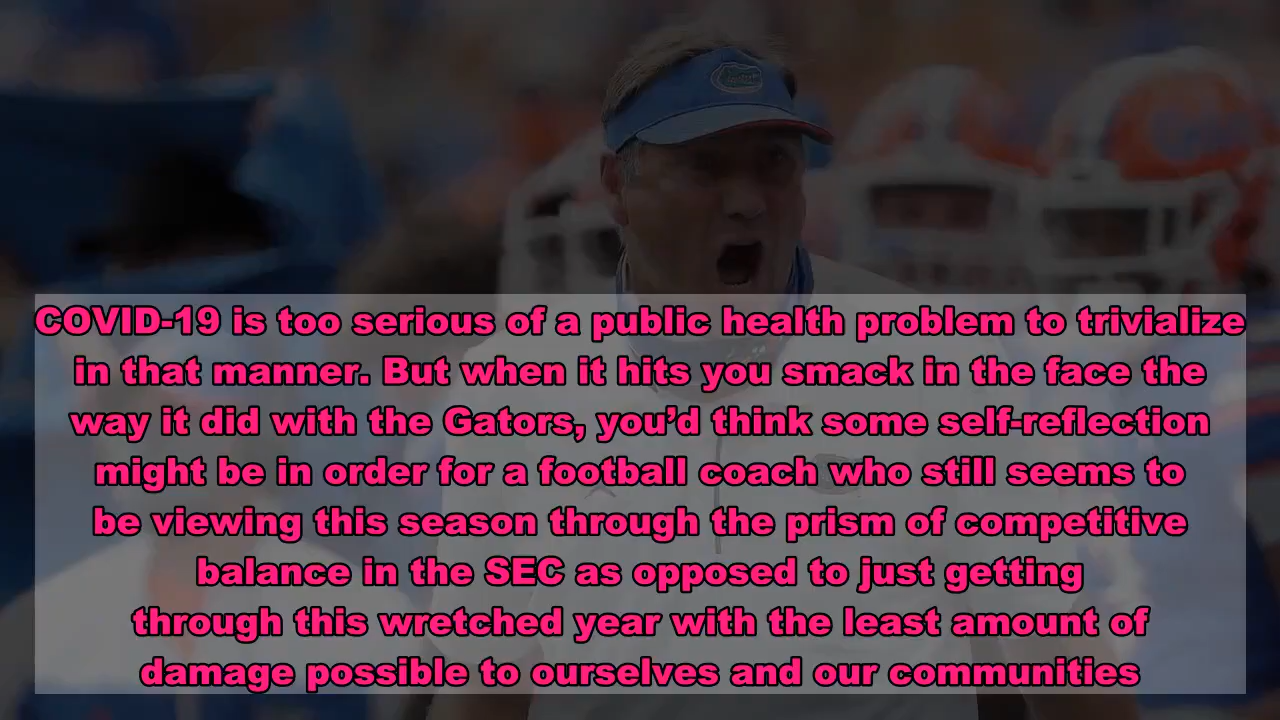 COVID-19 is too serious of a public health problem to trivialize
in that manner. But when it hits you smack in the face the
way it did with the Gators, you’d think some self-reflection
might be in order for a football coach who still seems to
be viewing this season through the prism of competitive
balance in the SEC as opposed to just getting
through this wretched year with the least amount of
damage possible to ourselves and our communities